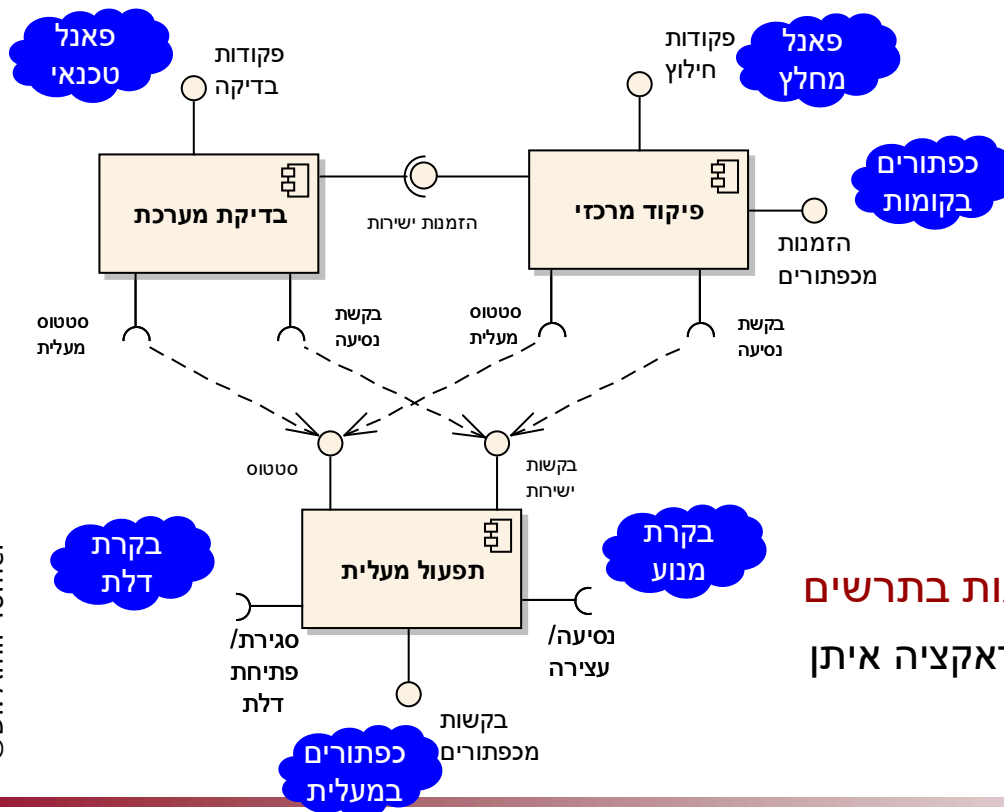 פאנל
טכנאי
פקודות
בדיקה
פקודות
חילוץ
פאנל
מחלץ
כפתורים
בקומות
בדיקת מערכת
הזמנות ישירות
פיקוד מרכזי
הזמנות
מכפתורים
סטטוס
מעלית
בקשת
נסיעה
סטטוס
מעלית
בקשת
נסיעה
סטטוס
בקשות
ישירות
בקרת
דלת
תפעול מעלית
בקרת
מנוע
סגירת/
פתיחת
דלת
נסיעה/
עצירה
בקשות
מכפתורים
כפתורים
במעלית
בתרשים
איתן